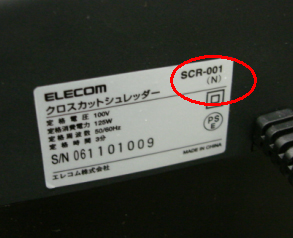 ELECOM
SCR-001
(N)
クロスカットシュレッダー
定格電圧 100V
定格消費電力 125W
定格周波数 50/60Hz
定格時間 3分
PS
E
S/N 061101009
MADE IN CHINA
エレコム株式会社